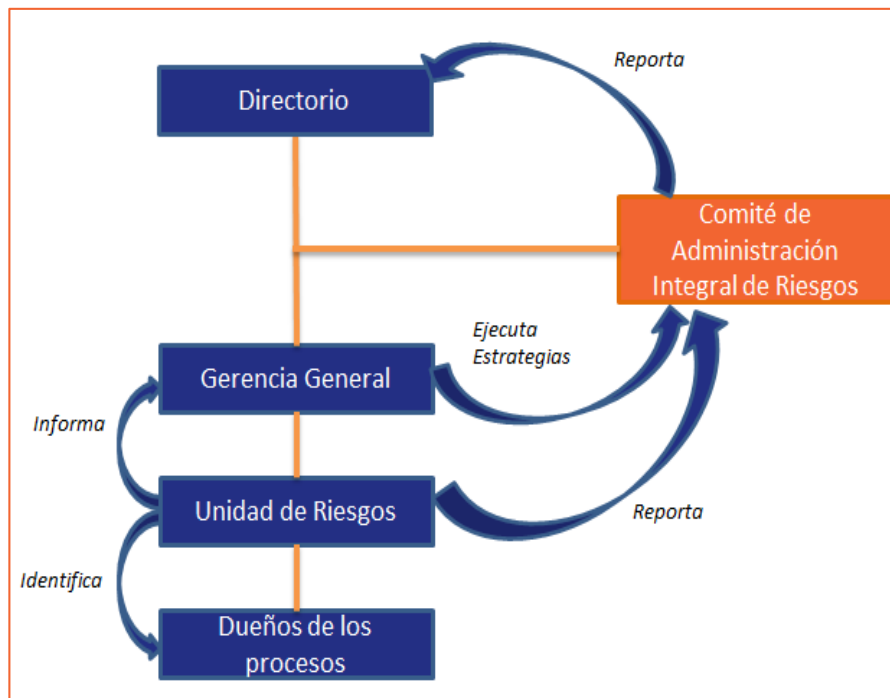 Reporta
Directorio
Comité de
Administración
Integral de Riesgos
Ejecuta
Estrategias
Gerencia General
Informa
Unidad de Riesgos
Reporta
Identifica
Dueños de los
procesos